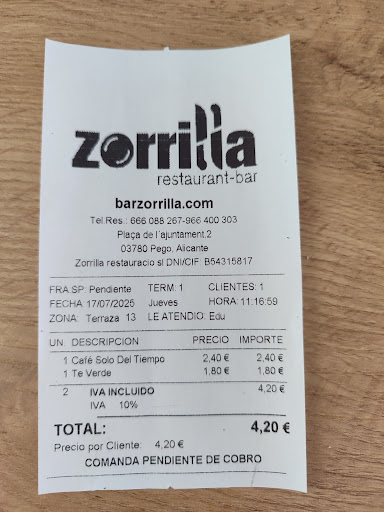 zorrilla
restaurant-bar
barzorrilla.com
Tel.Res.: 666 088 267-966 400 303
Plaça de l´ajuntament,2
03780 Pego, Alicante
Zorrilla restauracio sl DNI/CIF: B54315817
FRA.SP: Pendiente TERM: 1 CLIENTES: 1
FECHA 17/07/2025 Jueves HORA: 11:16:59
ZONA: Terraza 13 LE ATENDIO: Edu
UN. DESCRIPCION PRECIO IMPORTE
1 Café Solo Del Tiempo 2,40 € 2,40 €
1 Te Verde 1,80 € 1,80 €
2 IVA INCLUIDO 4,20 €
IVA 10%
TOTAL: 4,20 €
Precio por Cliente: 4,20 €
COMANDA PENDIENTE DE COBRO